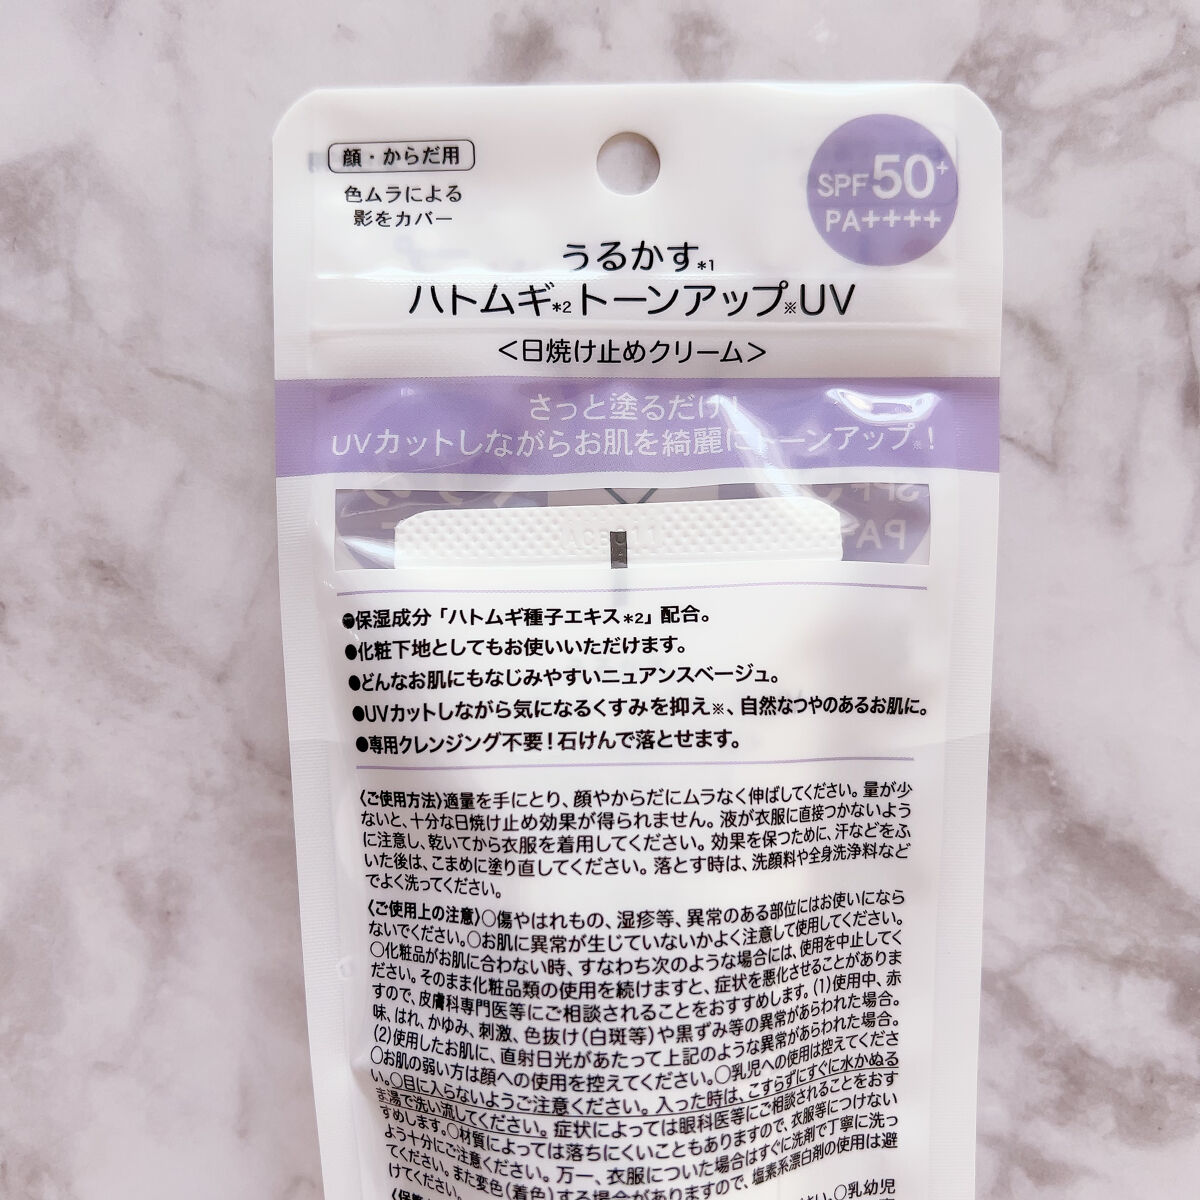 顔・からだ用
色ムラによる
影をカバー
SPF50+
PA++++
うるかす*1
ハトムギ*2トーンアップ※UV
<日焼け止めクリーム>
さっと塗るだけ!
UVカットしながらお肌を綺麗にトーンアップ※!
●保湿成分「ハトムギ種子エキス*2」配合。
●化粧下地としてもお使いいただけます。
●どんなお肌にもなじみやすいニュアンスベージュ。
●UVカットしながら気になるくすみを抑え※、自然なつやのあるお肌に。
●専用クレンジング不要!石けんで落とせます。
〈ご使用方法〉適量を手にとり、顔やからだにムラなく伸ばしてください。量が少
ないと、十分な日焼け止め効果が得られません。液が衣服に直接つかないよう
に注意し、乾いてから衣服を着用してください。効果を保つために、汗などをふ
いた後は、こまめに塗り直してください。落とす時は、洗顔料や全身洗浄料など
でよく洗ってください。
〈ご使用上の注意〉○傷やはれもの、湿疹等、異常のある部位にはお使いになら
ないでください。○お肌に異常が生じていないかよく注意して使用してください。
○化粧品がお肌に合わない時、すなわち次のような場合には、使用を中止してく
ださい。そのまま化粧品類の使用を続けますと、症状を悪化させることがありま
すので、皮膚科専門医等にご相談されることをおすすめします。(1)使用中、赤
味、はれ、かゆみ、刺激、色抜け(白斑等)や黒ずみ等の異常があらわれた場合。
(2)使用したお肌に、直射日光があたって上記のような異常があらわれた場合。
○お肌の弱い方は顔への使用を控えてください。○乳児への使用は控えてくださ
い。○目に入らないようご注意ください。入った時は、こすらずにすぐに水かぬる
ま湯で洗い流してください。症状によっては眼科医等にご相談されることをおす
すめします。○材質によっては落ちにくいこともありますので、衣服等につけない
よう十分にご注意ください。万一、衣服についた場合はすぐに洗剤で丁寧に洗っ
てください。また変色(着色)する場合がありますので、塩素系漂白剤の使用は避
けてください。
○乳幼児